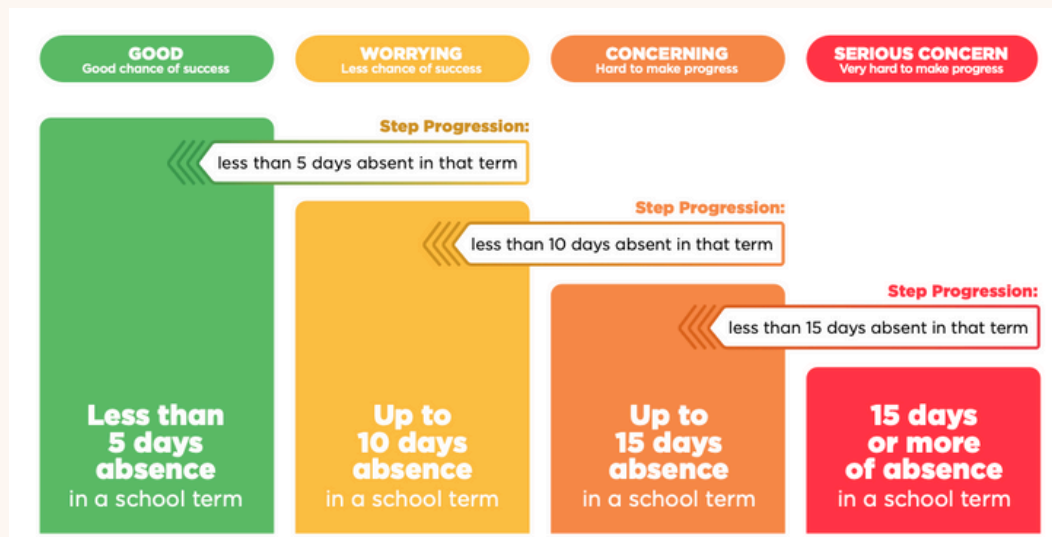 GOOD
Good chance of success
WORRYING
Less chance of success
CONCERNING
Hard to make progress
SERIOUS CONCERN
Very hard to make progress
Step Progression:
less than 5 days absent in that term
Step Progression:
less than 10 days absent in that term
Step Progression:
less than 15 days absent in that term
Less than
5 days
absence
in a school term
Up to
10 days
absence
in a school term
Up to
15 days
absence
in a school term
15 days
or more
of absence
in a school term